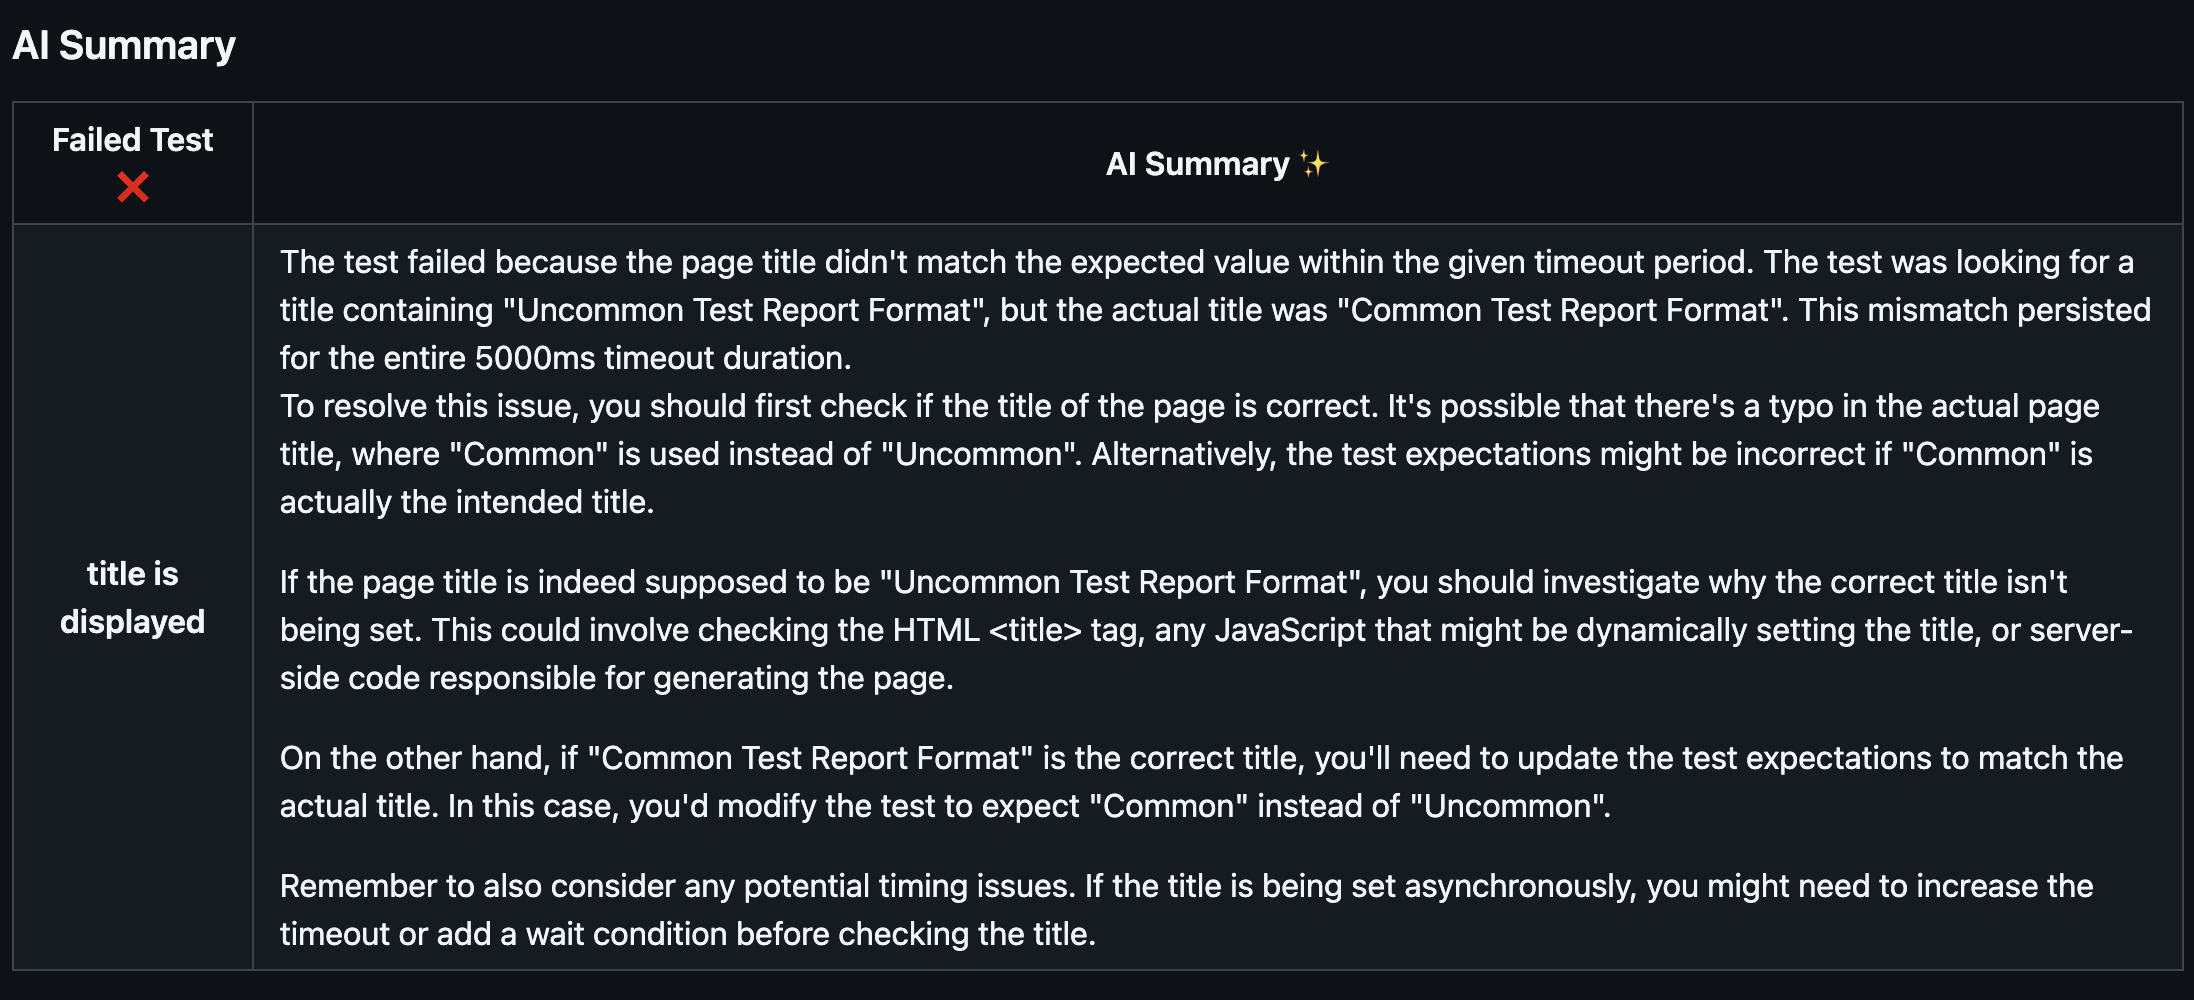 AI Summary
Failed Test
❌
AI Summary ✨
The test failed because the page title didn't match the expected value within the given timeout period. The test was looking for a
title containing "Uncommon Test Report Format", but the actual title was "Common Test Report Format". This mismatch persisted
for the entire 5000ms timeout duration.
To resolve this issue, you should first check if the title of the page is correct. It's possible that there's a typo in the actual page
title, where "Common" is used instead of "Uncommon". Alternatively, the test expectations might be incorrect if "Common" is
actually the intended title.
title is
displayed
If the page title is indeed supposed to be "Uncommon Test Report Format", you should investigate why the correct title isn't
being set. This could involve checking the HTML <title> tag, any JavaScript that might be dynamically setting the title, or server-
side code responsible for generating the page.
On the other hand, if "Common Test Report Format" is the correct title, you'll need to update the test expectations to match the
actual title. In this case, you'd modify the test to expect "Common" instead of "Uncommon".
Remember to also consider any potential timing issues. If the title is being set asynchronously, you might need to increase the
timeout or add a wait condition before checking the title.